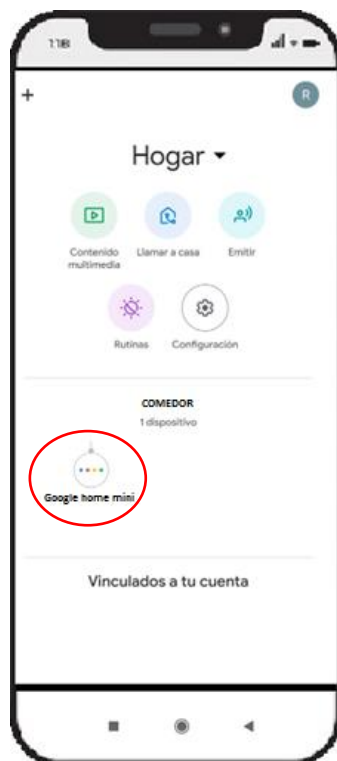 1:18
+
R
Hogar
Contenido
multimedia
Llamar a casa
Emitir
Rutinas
Configuración
COMEDOR
1 dispositivo
Google home mini
Vinculados a tu cuenta